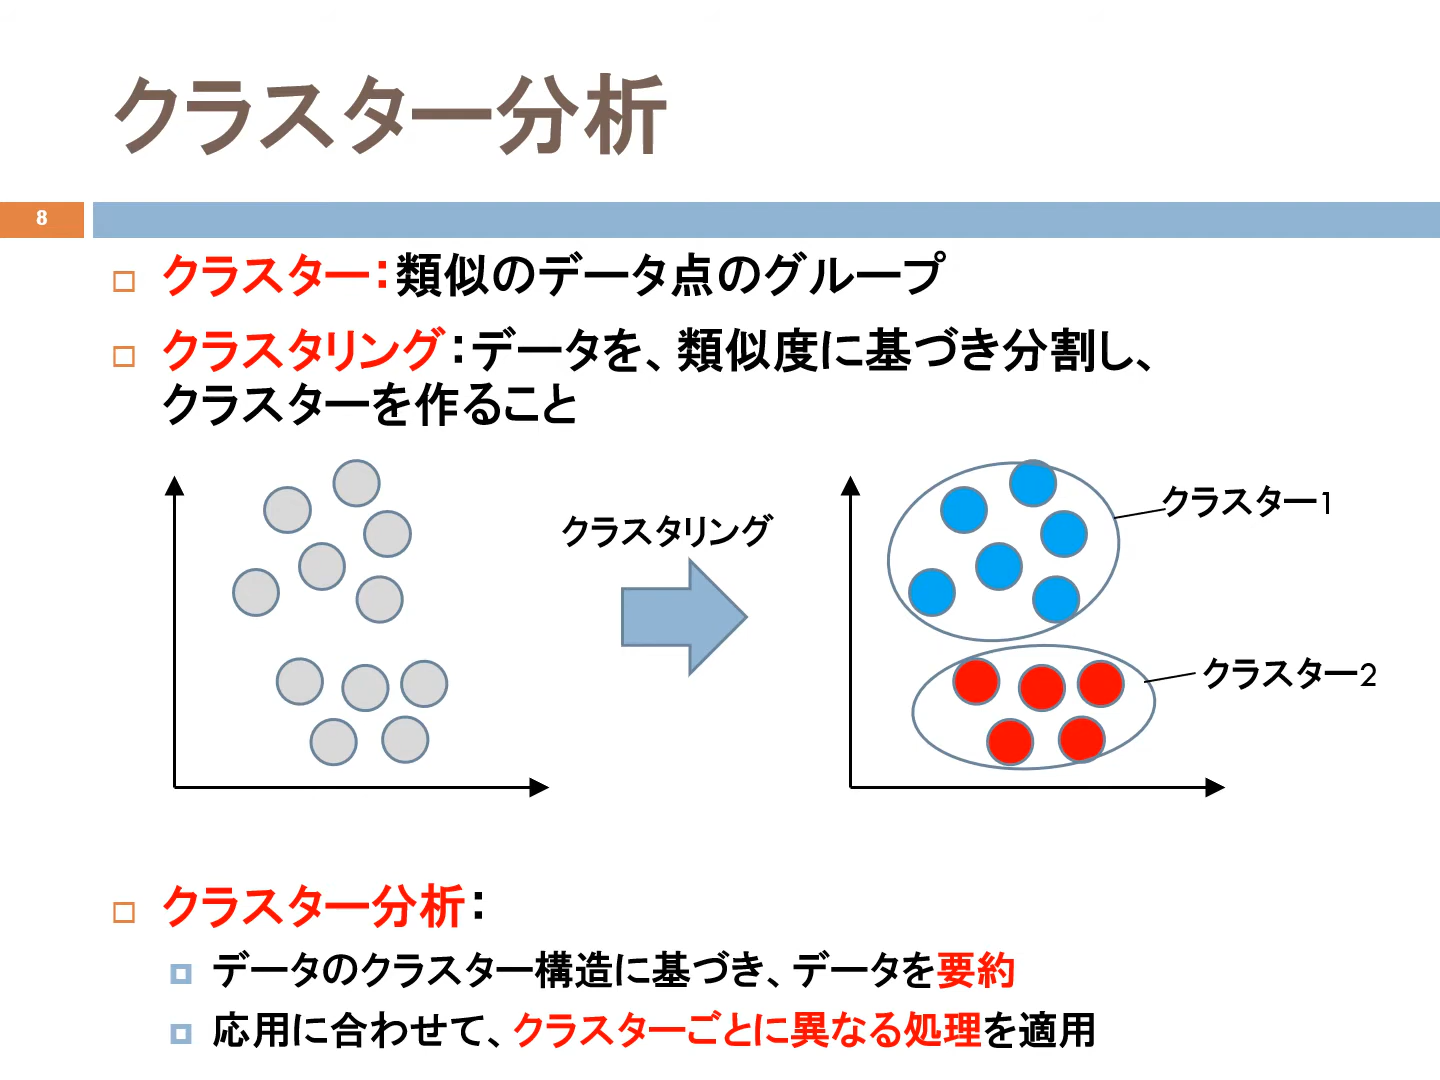 クラスター分析
8
クラスター：類似のデータ点のグループ
クラスタリング：データを、類似度に基づき分割し、
クラスターを作ること
クラスタリング
クラスター1
クラスター2
クラスター分析：
データのクラスター構造に基づき、データを要約
応用に合わせて、クラスターごとに異なる処理を適用